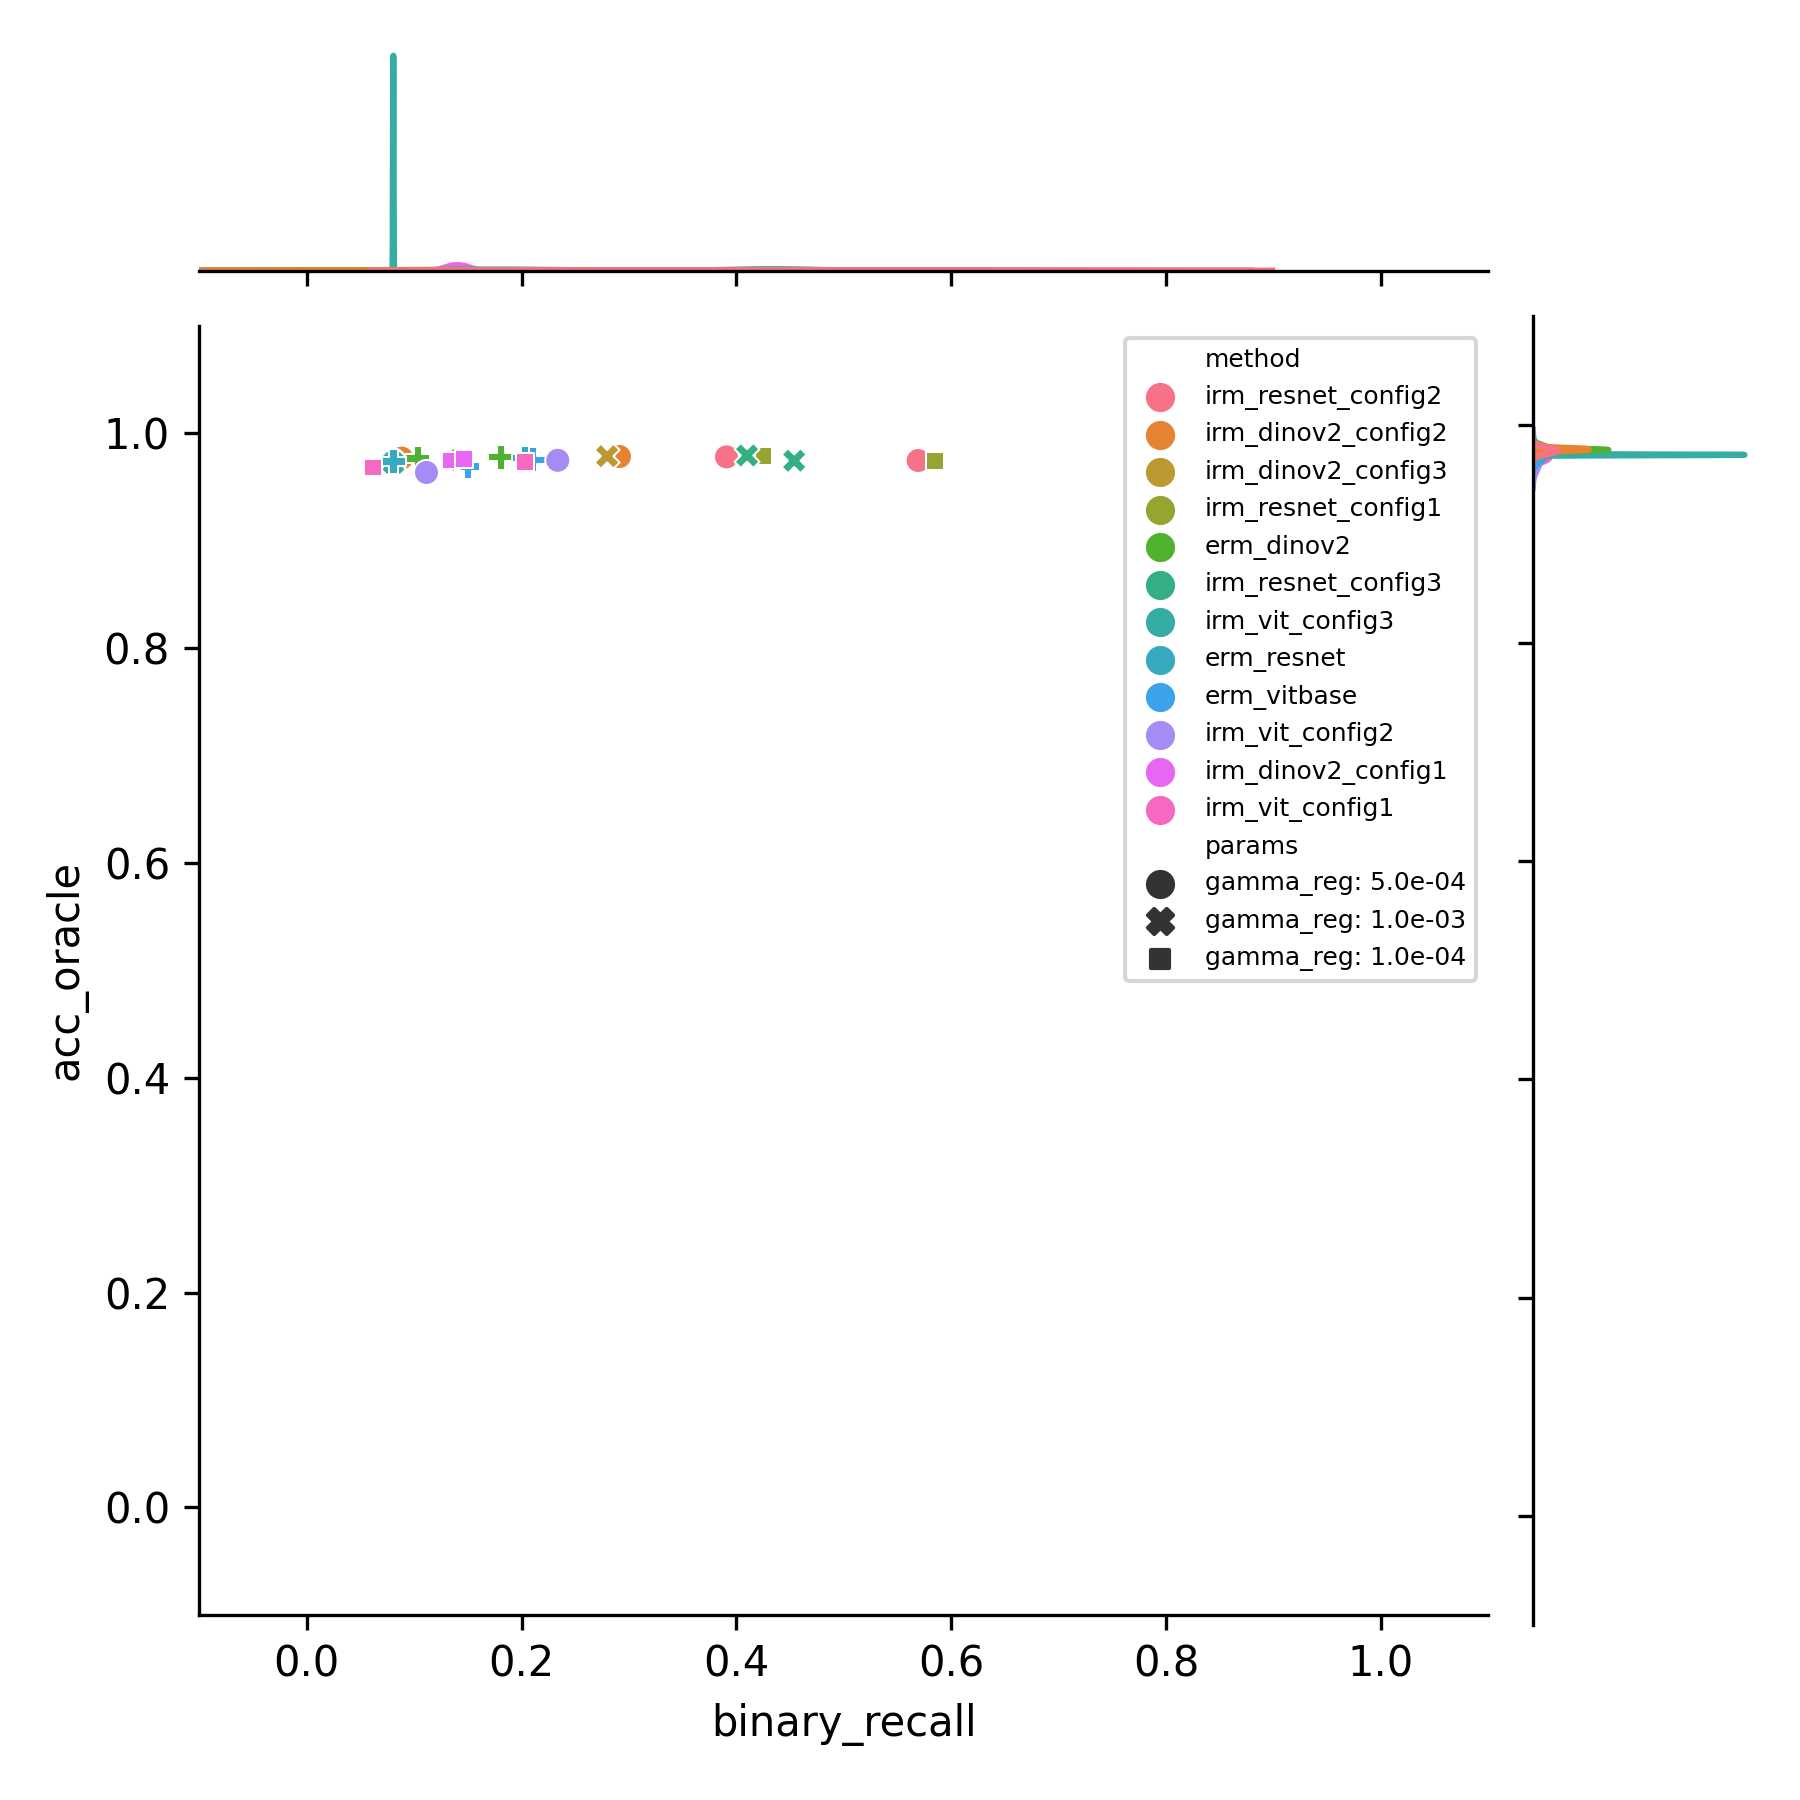 method
irm_resnet_config2
irm_dinov2_config2
irm_dinov2_config3
irm_resnet_config1
erm_dinov2
irm_resnet_config3
irm_vit_config3
erm_resnet
erm_vitbase
irm_vit_config2
irm_dinov2_config1
irm_vit_config1
params
gamma_reg: 5.0e-04
gamma_reg: 1.0e-03
gamma_reg: 1.0e-04
acc_oracle
1.0
0.8
0.6
0.4
0.2
0.0
0.0 0.2 0.4 0.6 0.8 1.0
binary_recall